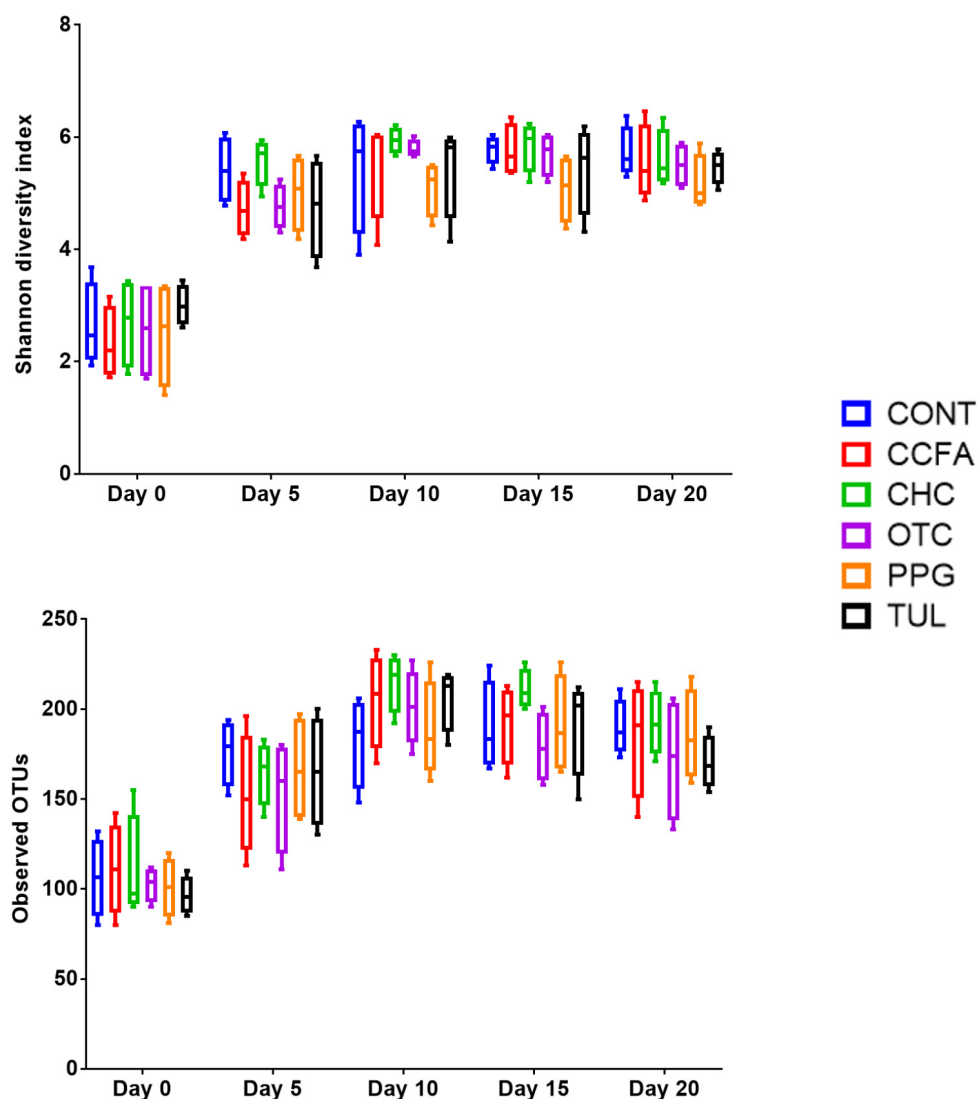 Shannon diversity index
8
6
4
2
0
Day 0 Day 5 Day 10 Day 15 Day 20
CONT
CCFA
CHC
OTC
PPG
TUL
Observed OTUs
250
200
150
100
50
0
Day 0 Day 5 Day 10 Day 15 Day 20